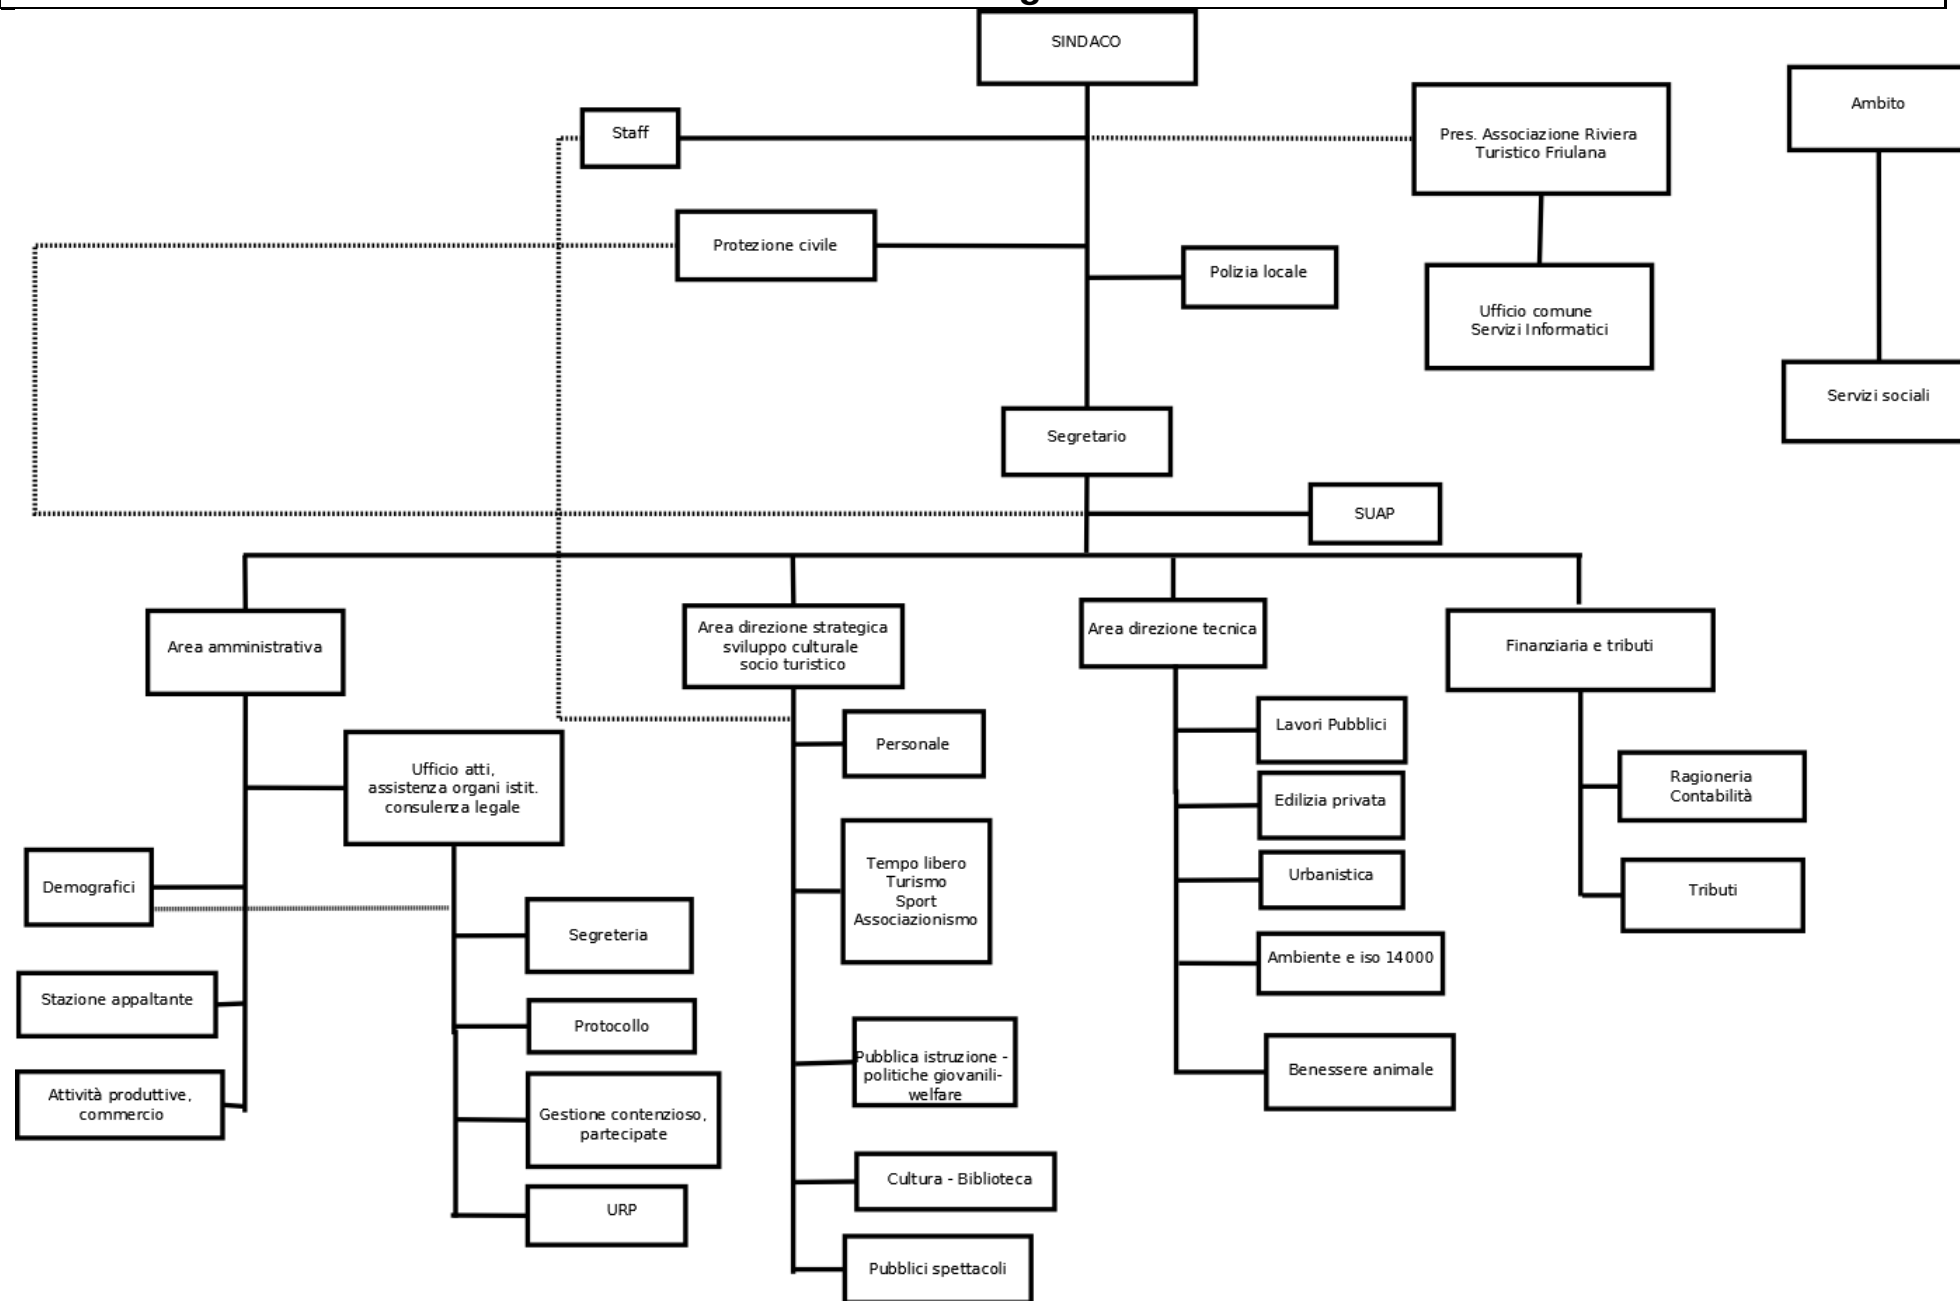 SINDACO
Ambito
Staff
Pres. Associazione Riviera
Turistico Friulana
Protezione civile
Polizia locale
Ufficio comune
Servizi Informatici
Servizi sociali
Segretario
SUAP
Area amministrativa
Area direzione strategica
sviluppo culturale
socio turistico
Area direzione tecnica
Finanziaria e tributi
Ufficio atti,
assistenza organi istit.
consulenza legale
Demografici
Stazione appaltante
Attività produttive,
commercio
Segreteria
Protocollo
Gestione contenzioso,
partecipate
URP
Personale
Tempo libero
Turismo
Sport
Associazionismo
Pubblica istruzione -
politiche giovanili-
welfare
Cultura - Biblioteca
Pubblici spettacoli
Lavori Pubblici
Edilizia privata
Urbanistica
Ambiente e iso 14000
Benessere animale
Ragioneria
Contabilità
Tributi